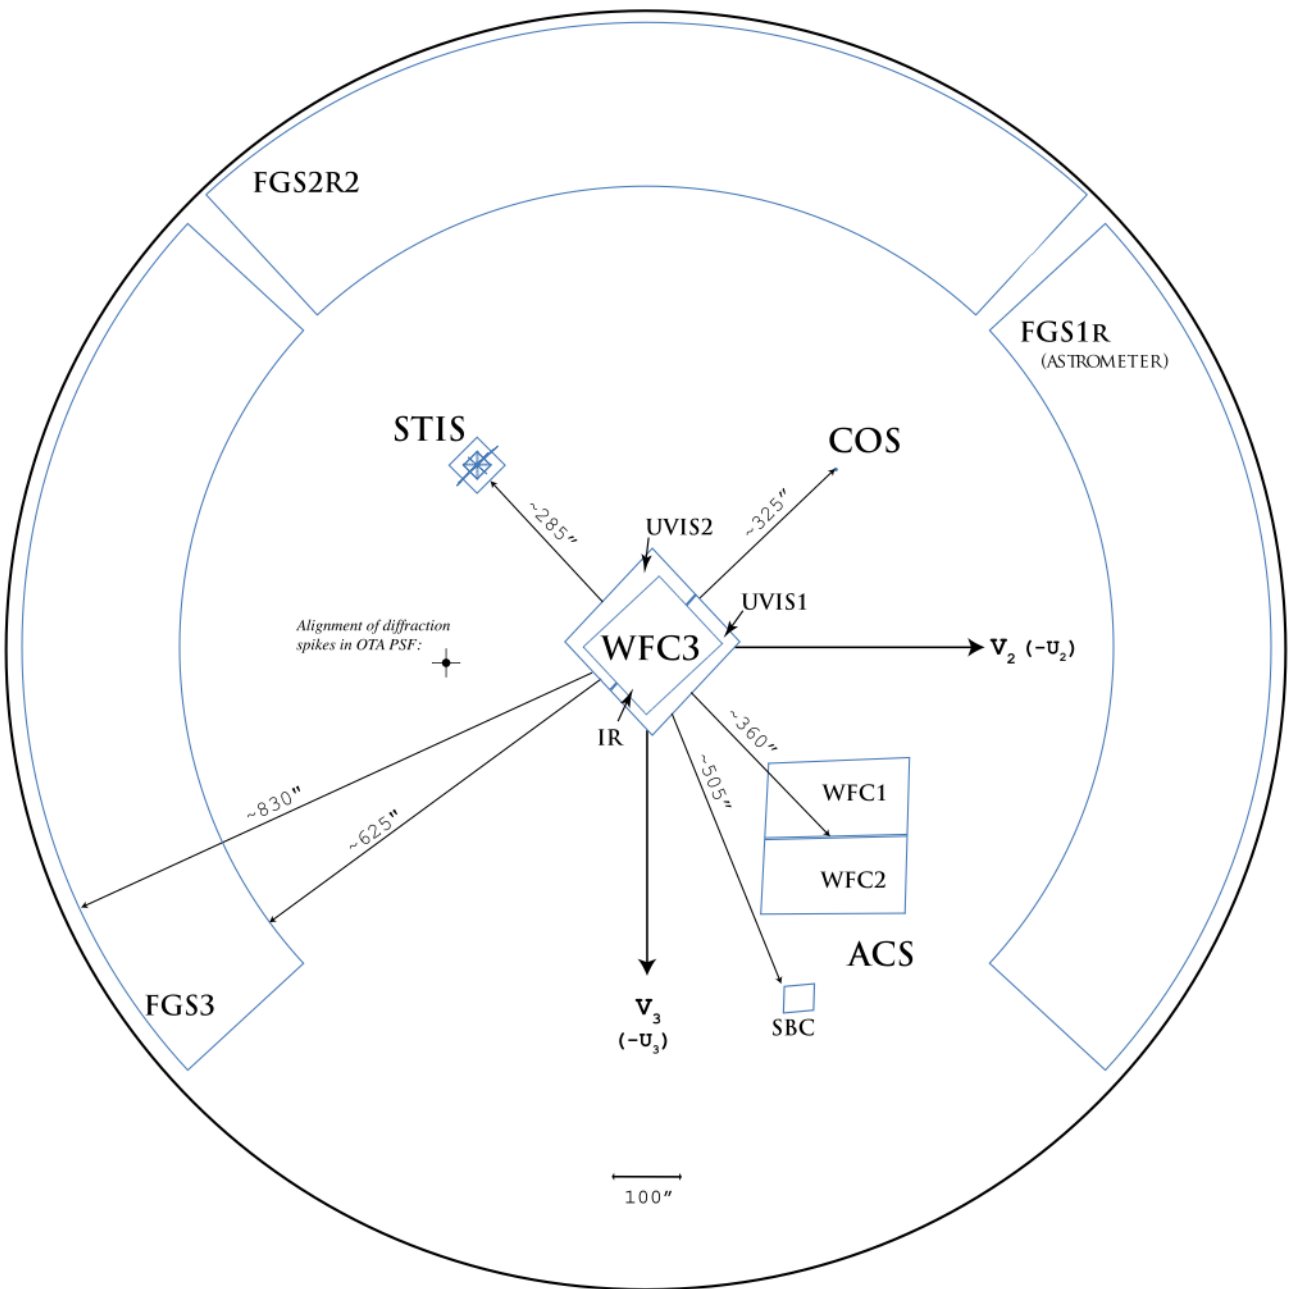 FGS2R2
FGS1R
(ASTROMETER)
STIS
COS
~285″
~325″
UVIS2
UVIS1
Alignment of diffraction
spikes in OTA PSF:
WFC3
V2 (-U2)
IR
~360″
~505″
~830″
~625″
WFC1
WFC2
ACS
FGS3
V3
(-U3)
SBC
100″